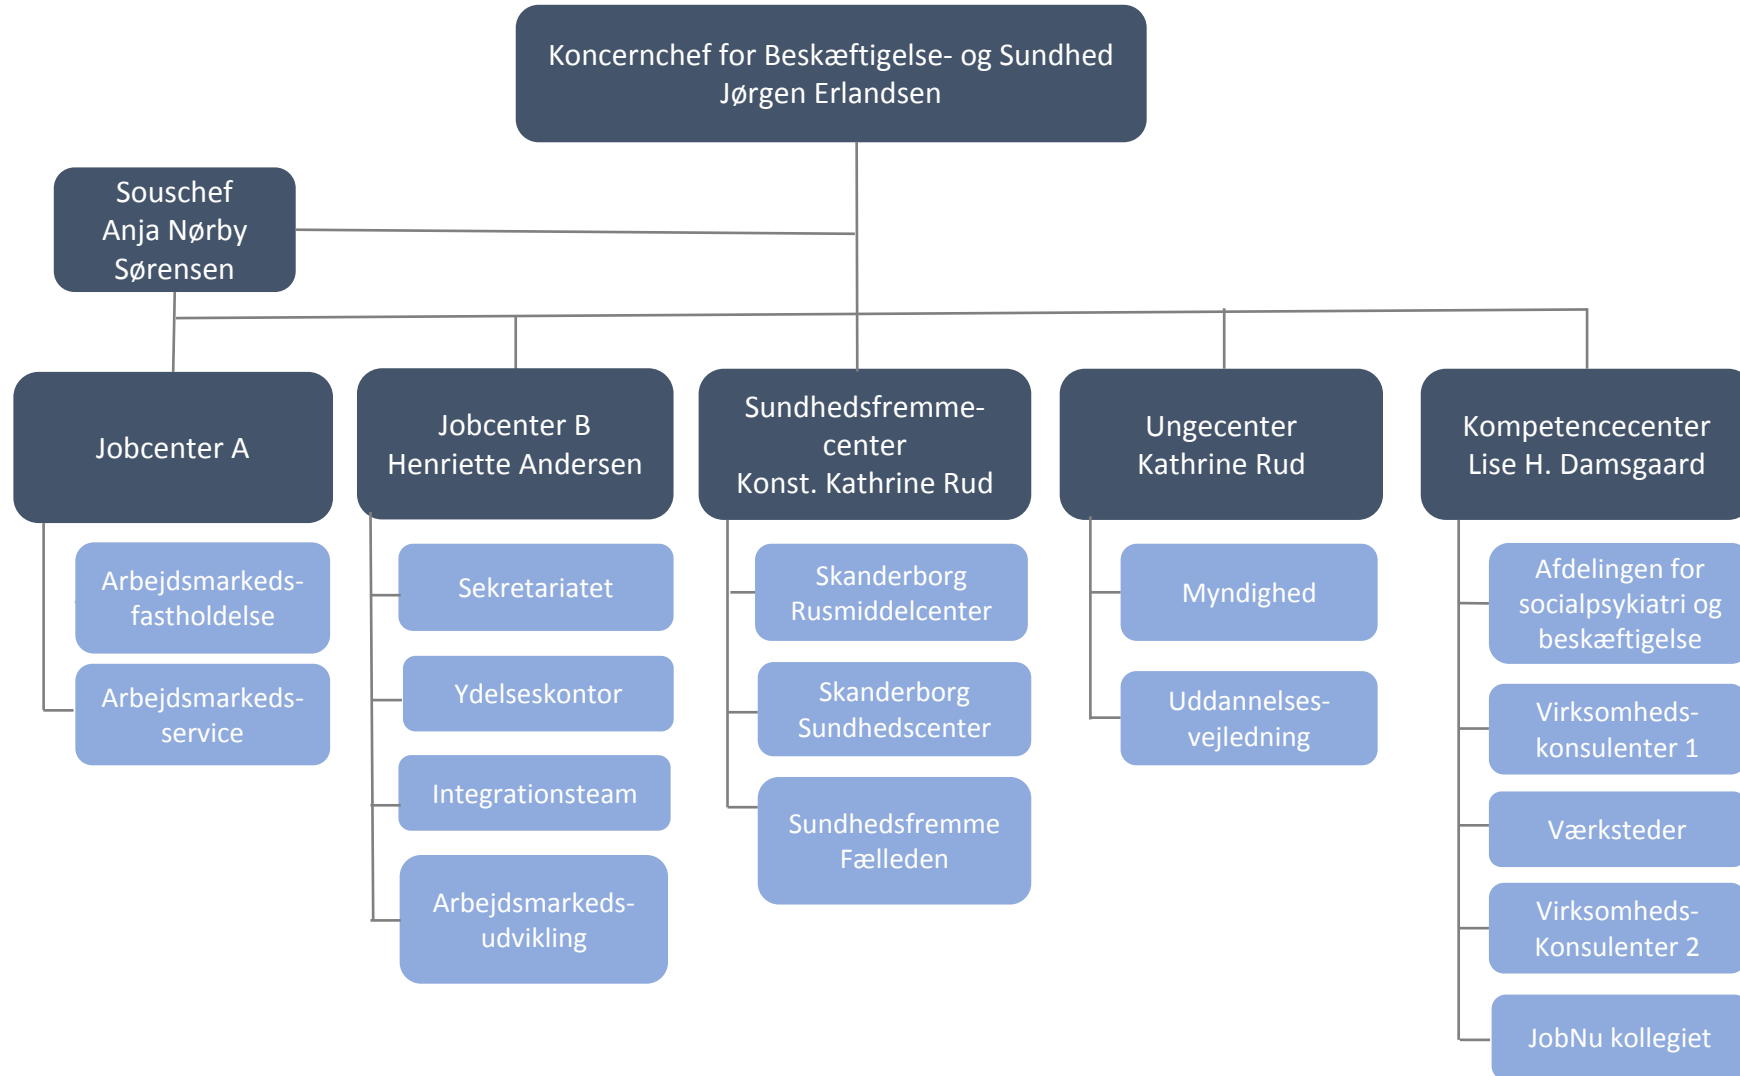 Koncernchef for Beskæftigelse- og Sundhed
Jørgen Erlandsen
Souschef
Anja Nørby
Sørensen
Jobcenter A
Arbejdsmarkeds-
fastholdelse
Arbejdsmarkeds-
service
Jobcenter B
Henriette Andersen
Sekretariatet
Ydelseskontor
Integrationsteam
Arbejdsmarkeds-
udvikling
Sundhedsfremme-
center
Konst. Kathrine Rud
Skanderborg
Rusmiddelcenter
Skanderborg
Sundhedscenter
Sundhedsfremme
Fælleden
Ungecenter
Kathrine Rud
Myndighed
Uddannelses-
vejledning
Kompetencecenter
Lise H. Damsgaard
Afdelingen for
socialpsykiatri og
beskæftigelse
Virksomheds-
konsulenter 1
Værksteder
Virksomheds-
Konsulenter 2
JobNu kollegiet